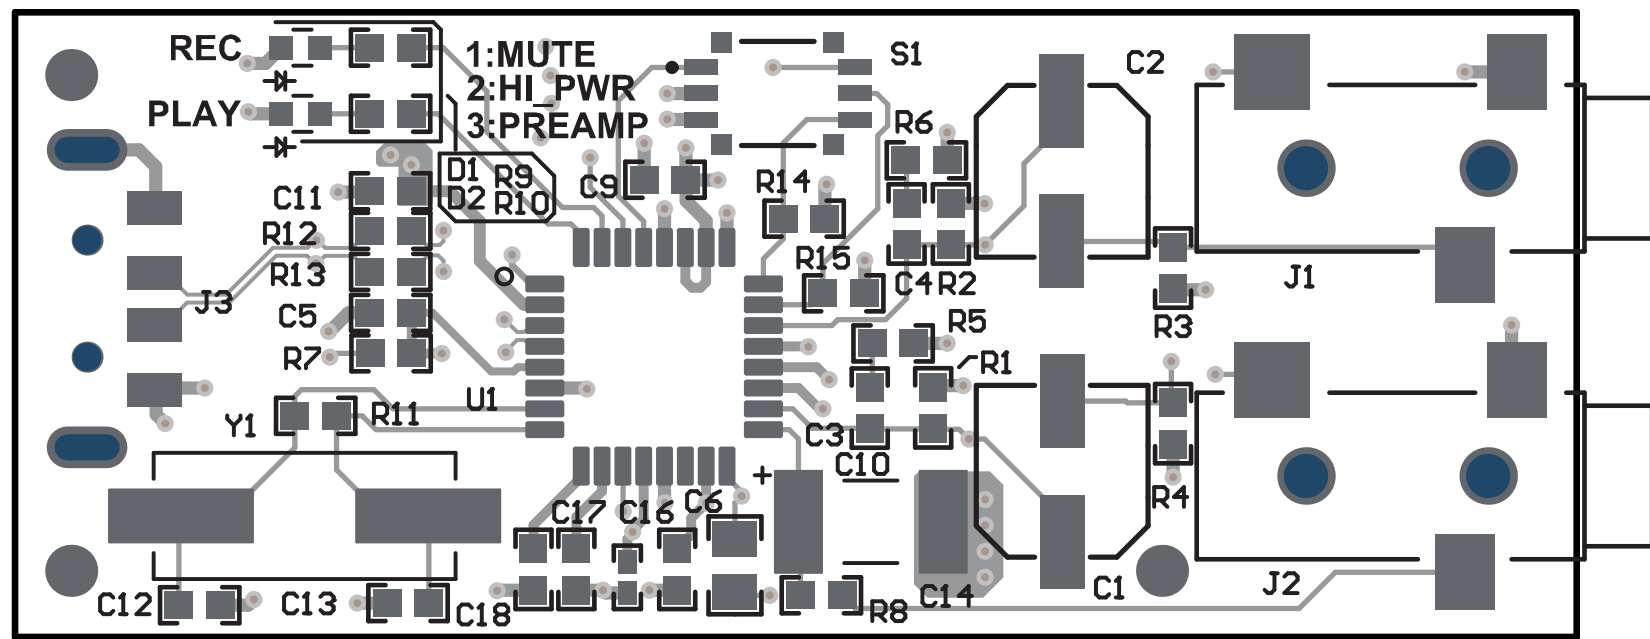 REC
PLAY
1:MUTE
2:HI_PWR
3:PREAMP
S1
C2
R6
D1 R9
D2 R10
C9
R14
C11
R12
R13
R15
C4 R2
J3
C5
J1
R3
R7
R5
R1
Y1
R11
U1
C3
C10
+
R4
C17
C16
C6
C12
C13
C18
R8
C14
C1
J2